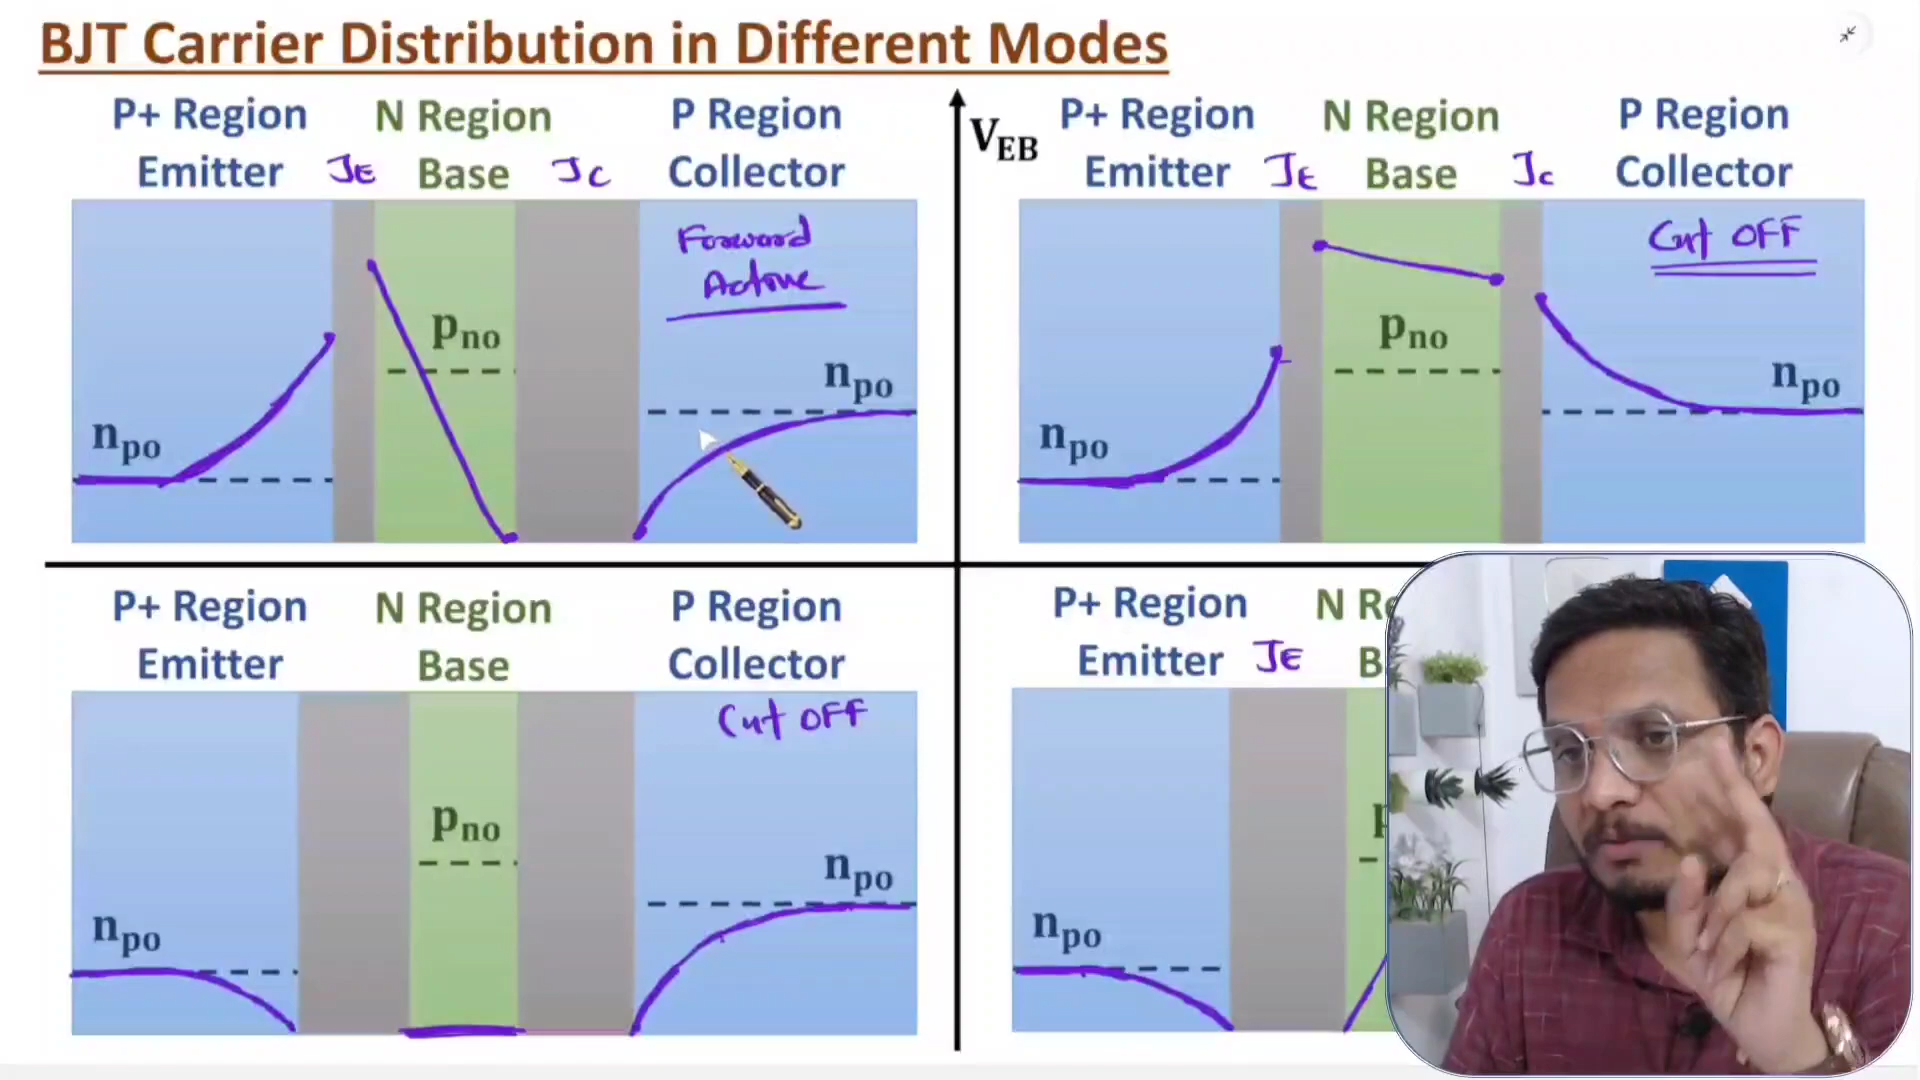 BJT Carrier Distribution in Different Modes
P+ Region N Region P Region
Emitter JE Base JC Collector
Forward
Active
pno
npo
npo
VEB
P+ Region N Region P Region
Emitter JE Base Jc Collector
Cut OFF
pno
npo
npo
P+ Region N Region P Region
Emitter Base Collector
Cut OFF
pno
npo
npo
P+ Region N Re
Emitter JE B
p
npo